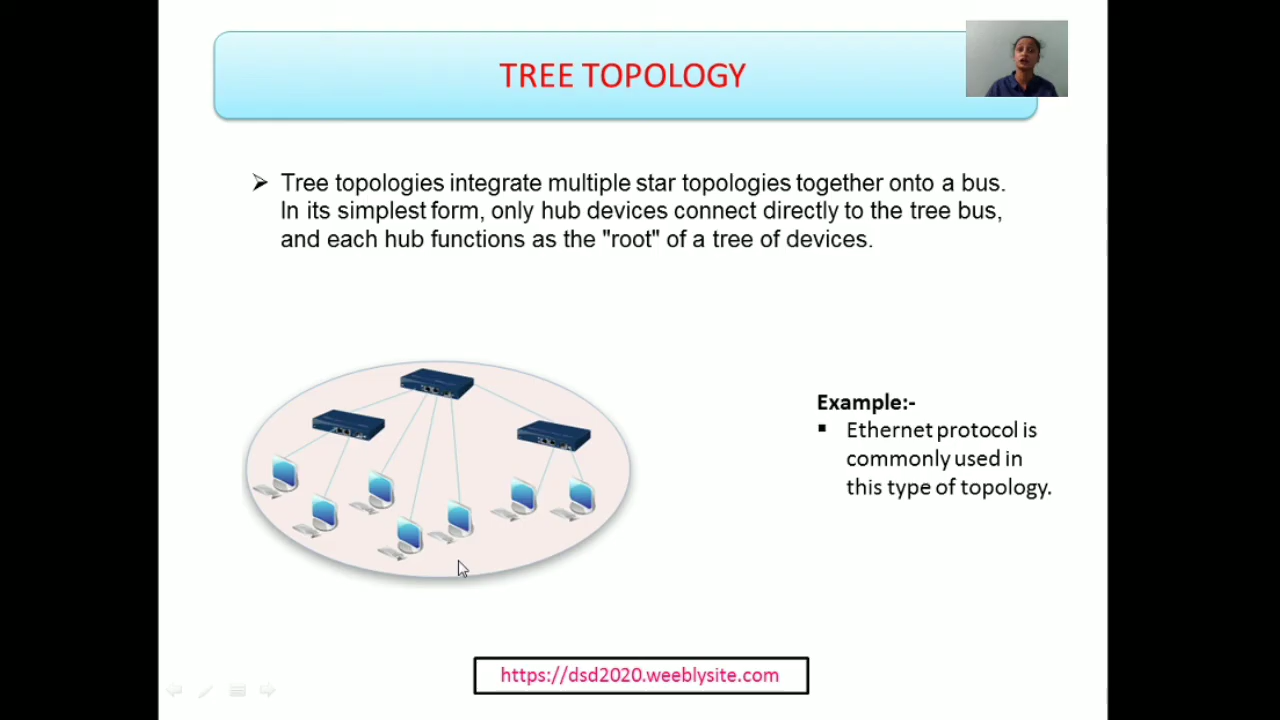 TREE TOPOLOGY
➢ Tree topologies integrate multiple star topologies together onto a bus.
In its simplest form, only hub devices connect directly to the tree bus,
and each hub functions as the "root" of a tree of devices.
Example:-
▪ Ethernet protocol is
commonly used in
this type of topology.
https://dsd2020.weeblysite.com